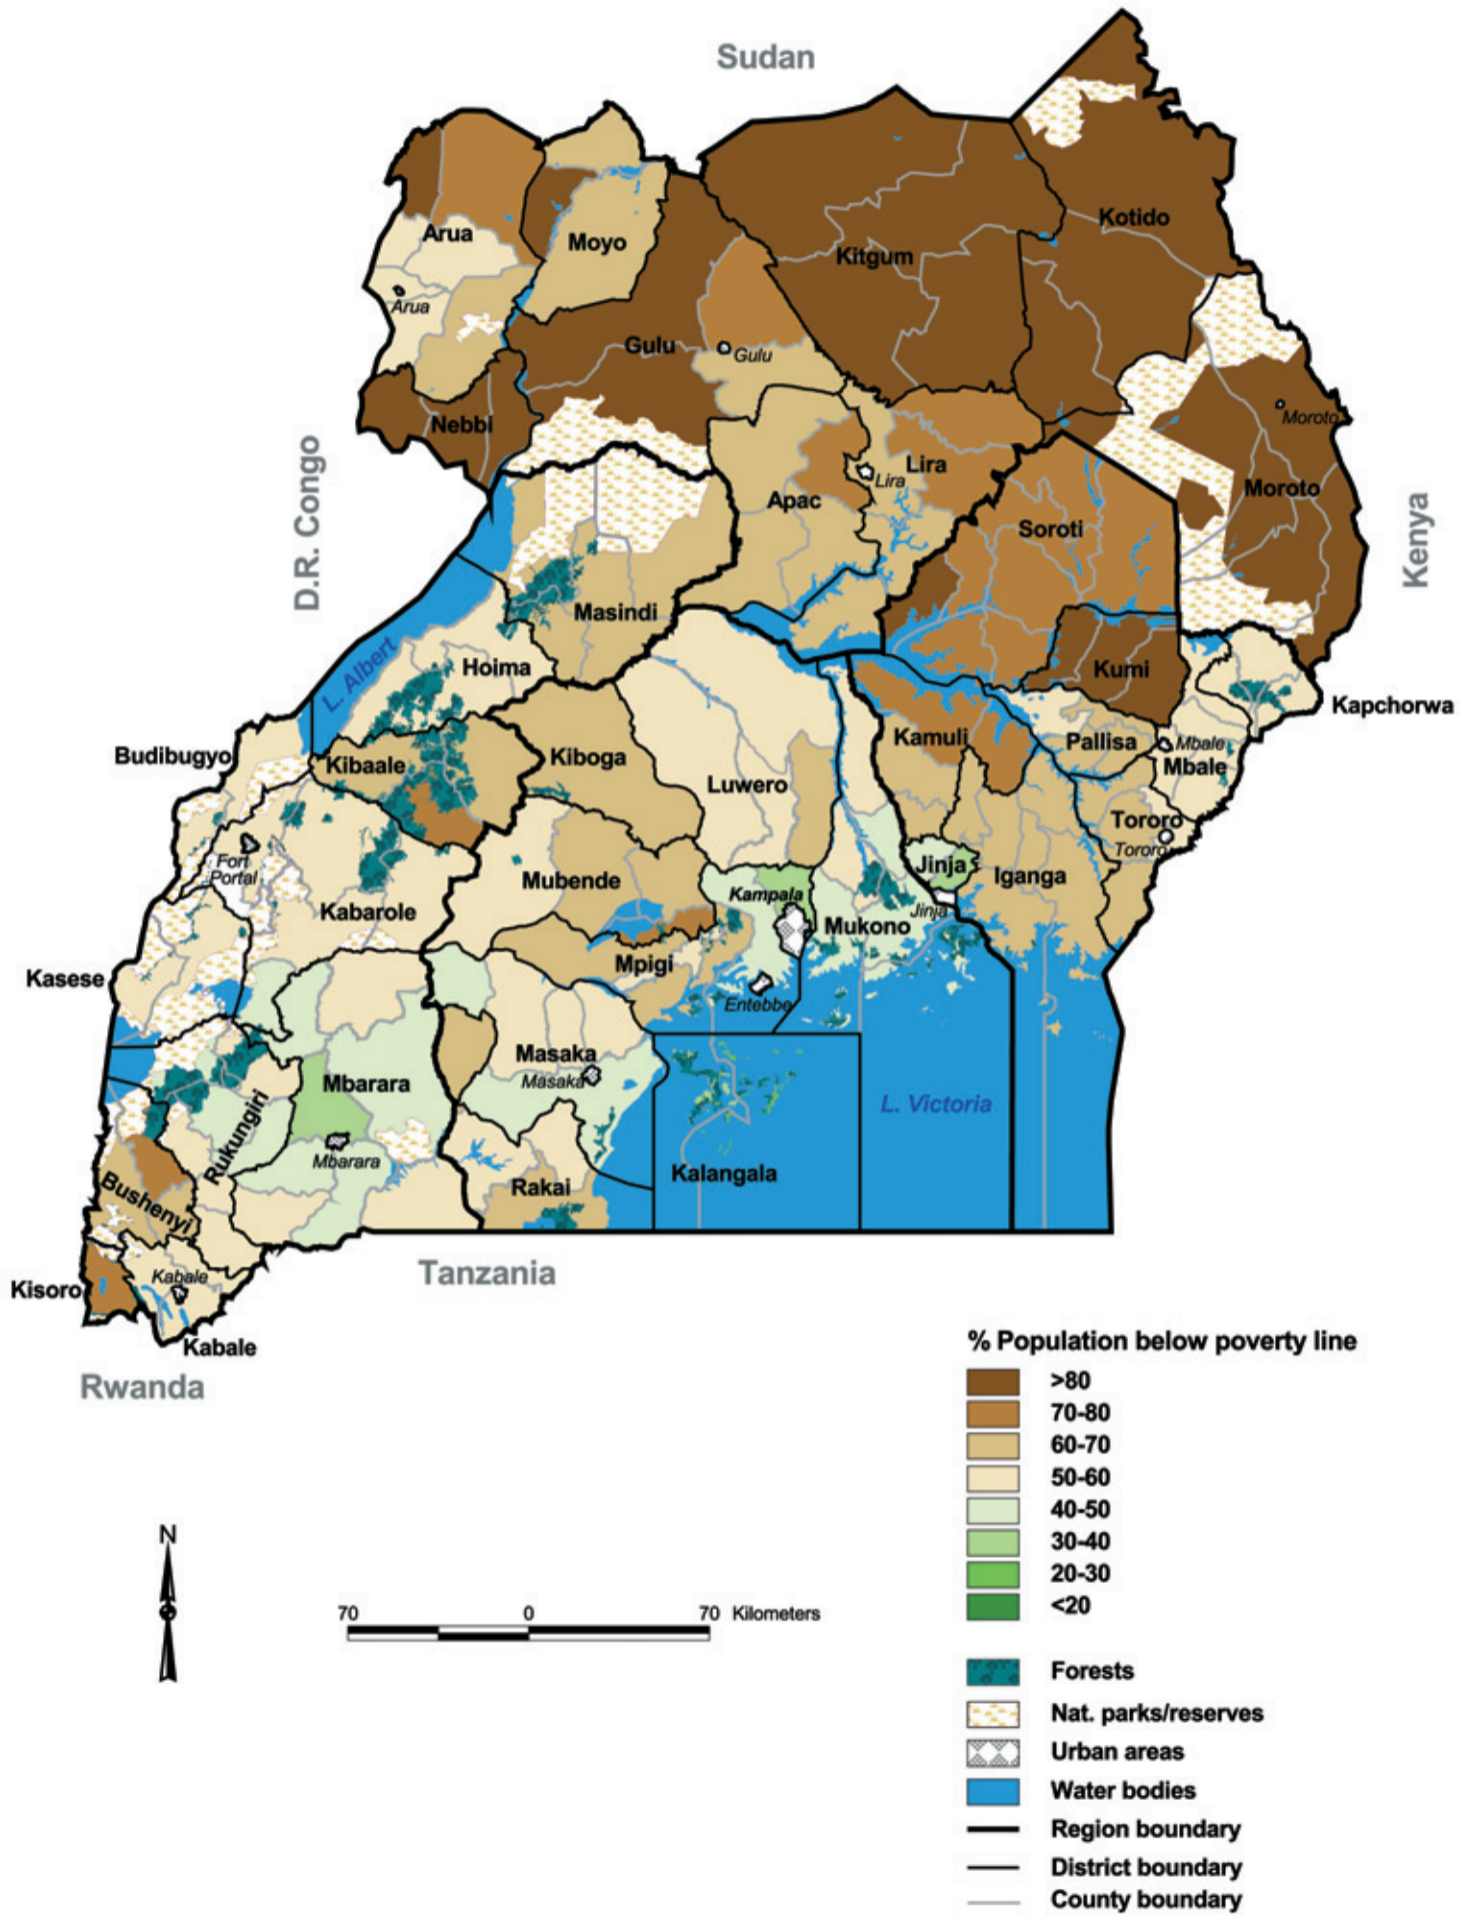 Sudan
Kotido
Arua
Moyo
Kitgum
Arua
Gulu
Gulu
Nebbi
Moroto
D.R. Congo
Lira
Lira
Apac
Moroto
Soroti
Kenya
Masindi
L. Albert
Hoima
Kumi
Kapchorwa
Budibugyo
Kibaale
Kiboga
Kamuli
Pallisa
Mbale
Mbale
Luwero
Tororo
Tororo
Fort
Portal
Jinja
Iganga
Mubende
Kampala
Kabarole
Jinja
Mukono
Kasese
Mpigi
Entebbe
Masaka
Masaka
Mbarara
L. Victoria
Rukungiri
Mbarara
Kalangala
Bushenyi
Rakai
Tanzania
Kisoro
Kabale
Kabale
Rwanda
% Population below poverty line
>80
70-80
60-70
50-60
40-50
30-40
20-30
<20
N
70 0 70 Kilometers
Forests
Nat. parks/reserves
Urban areas
Water bodies
Region boundary
District boundary
County boundary